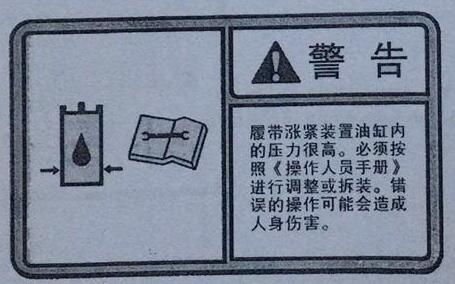 警告
履带涨紧装置油缸内
的压力很高。必须按
照《操作人员手册》
进行调整或拆装。错
误的操作可能会造成
人身伤害。